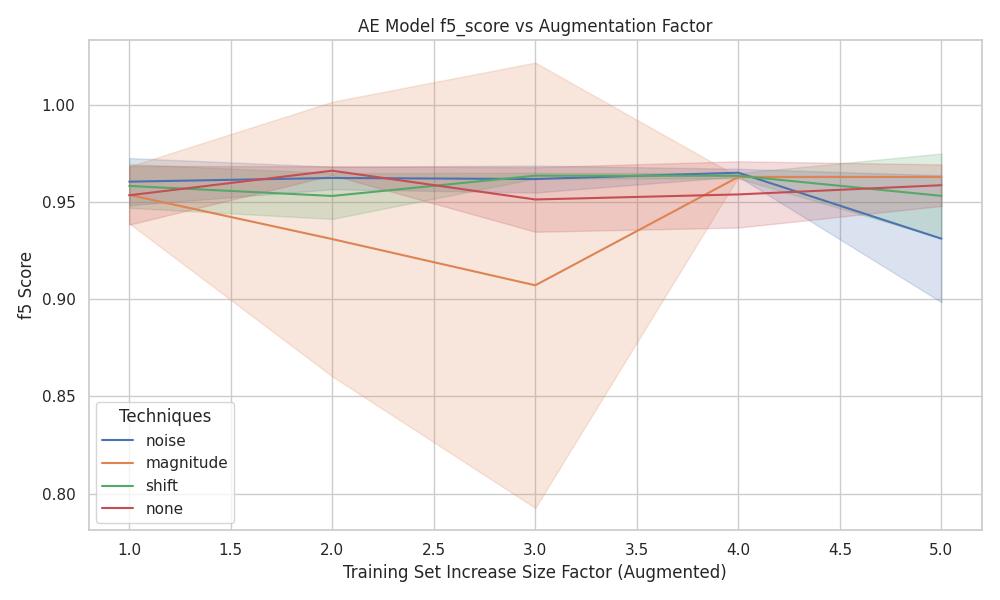 AE Model f5_score vs Augmentation Factor
f5 Score
1.00
0.95
0.90
0.85
0.80
Techniques
noise
magnitude
shift
none
1.0 1.5 2.0 2.5 3.0 3.5 4.0 4.5 5.0
Training Set Increase Size Factor (Augmented)